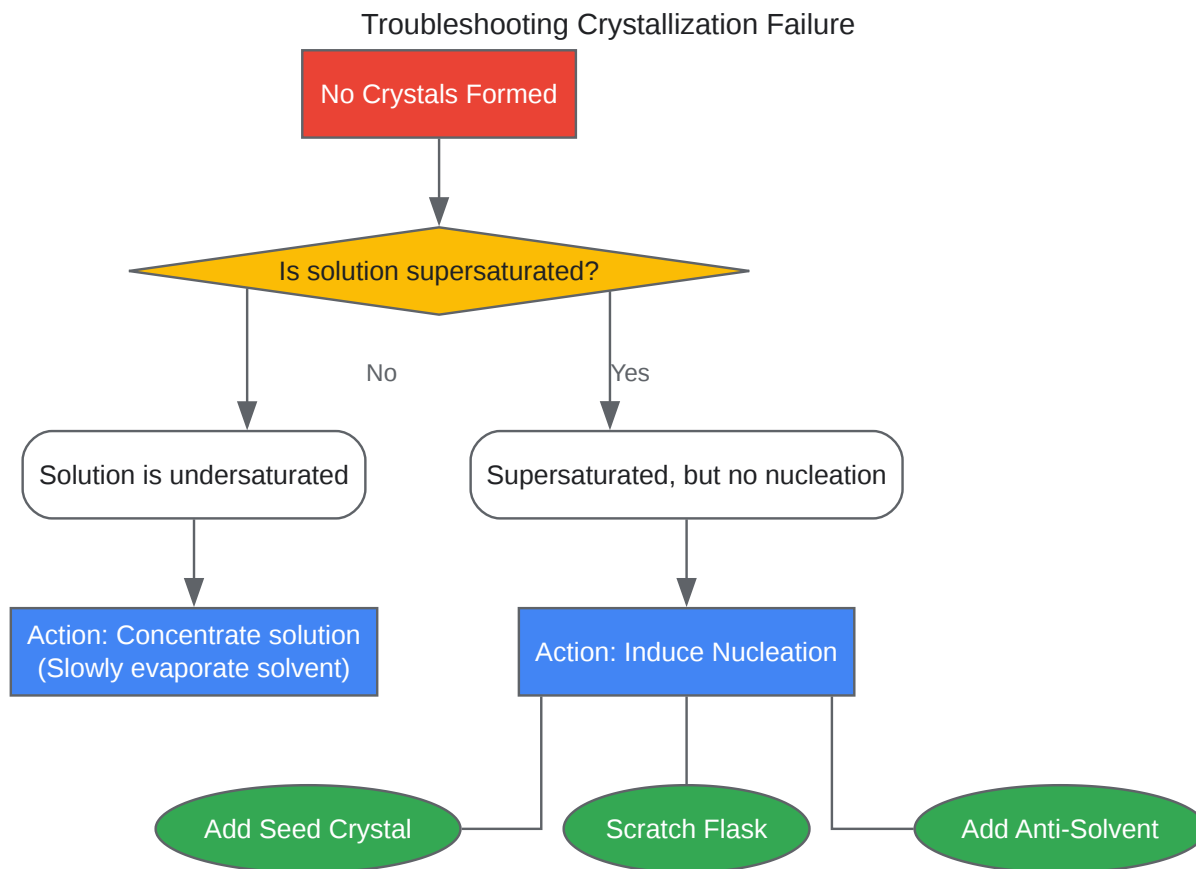 Troubleshooting Crystallization Failure
No Crystals Formed
Is solution supersaturated?
No
Yes
Solution is undersaturated
Supersaturated, but no nucleation
Action: Concentrate solution
(Slowly evaporate solvent)
Action: Induce Nucleation
Add Seed Crystal
Scratch Flask
Add Anti-Solvent